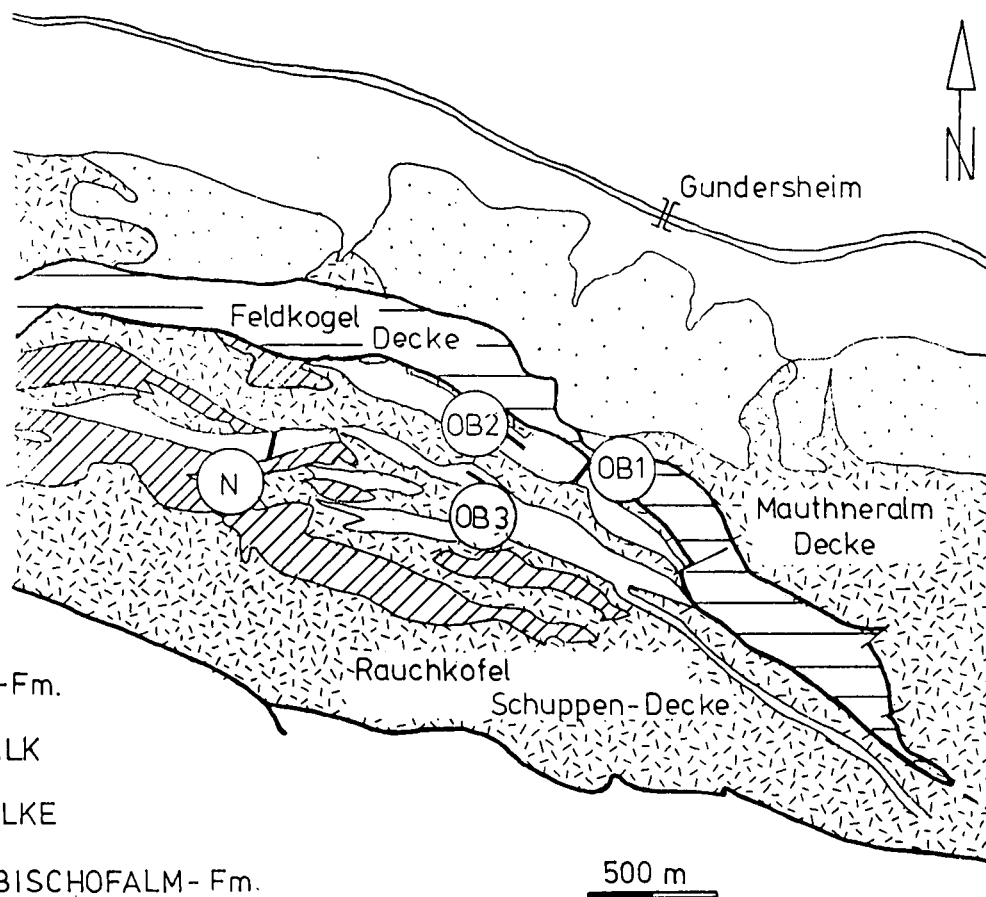 N
Gundersheim
Feldkogel
Decke
OB2
OB1
N
OB3
Mauthneralm
Decke
Rauchkofel
Schuppen-Decke
-Fm.
LK
LKE
BISCHOFALM-Fm.
500 m